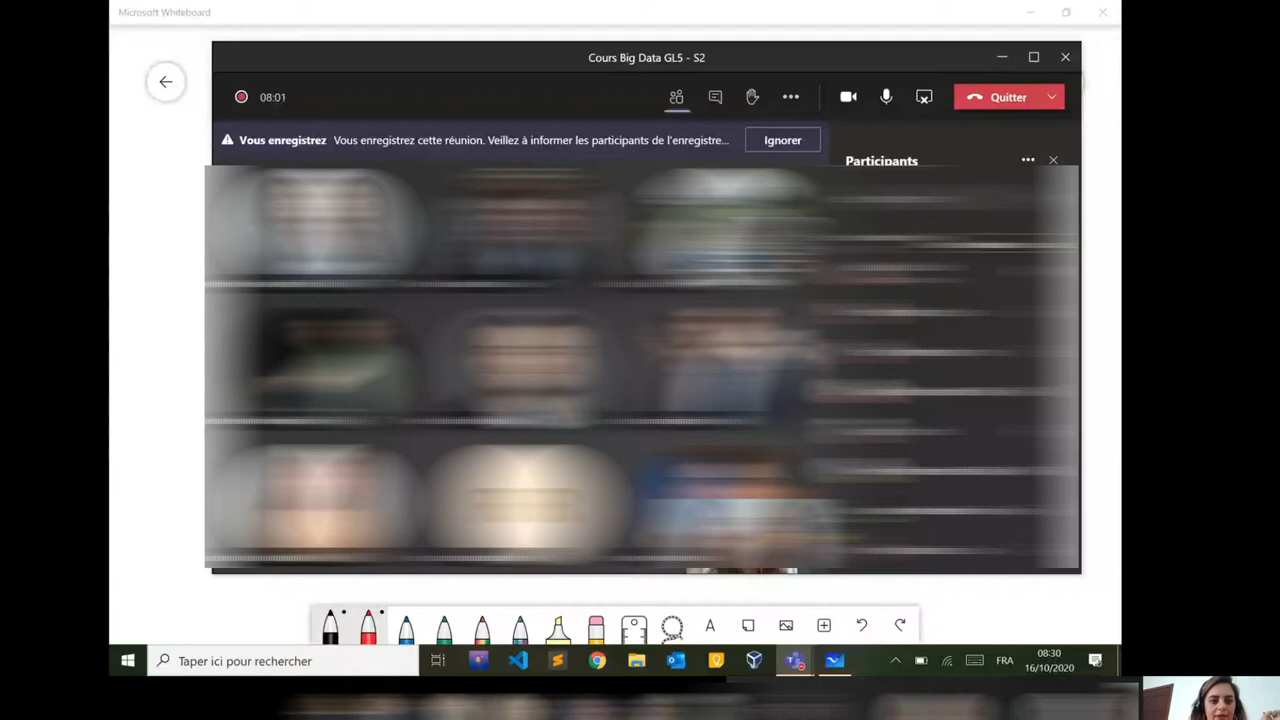 Microsoft Whiteboard
Cours Big Data GL5 - S2
08:01
Quitter
Vous enregistrez Vous enregistrez cette réunion. Veillez à informer les participants de l'enregistre...
Ignorer
Participants
Taper ici pour rechercher
FRA
08:30
16/10/2020